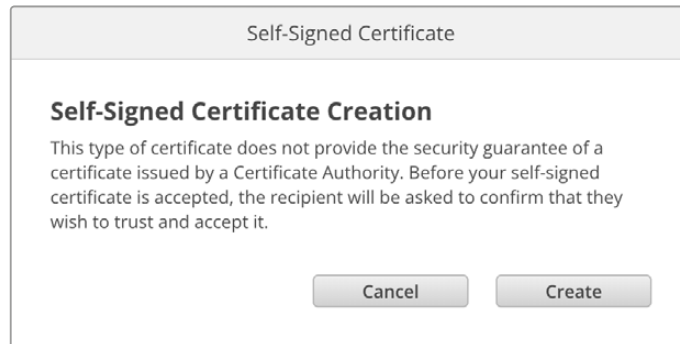 Self-Signed Certificate
Self-Signed Certificate Creation
This type of certificate does not provide the security guarantee of a
certificate issued by a Certificate Authority. Before your self-signed
certificate is accepted, the recipient will be asked to confirm that they
wish to trust and accept it.
Cancel
Create